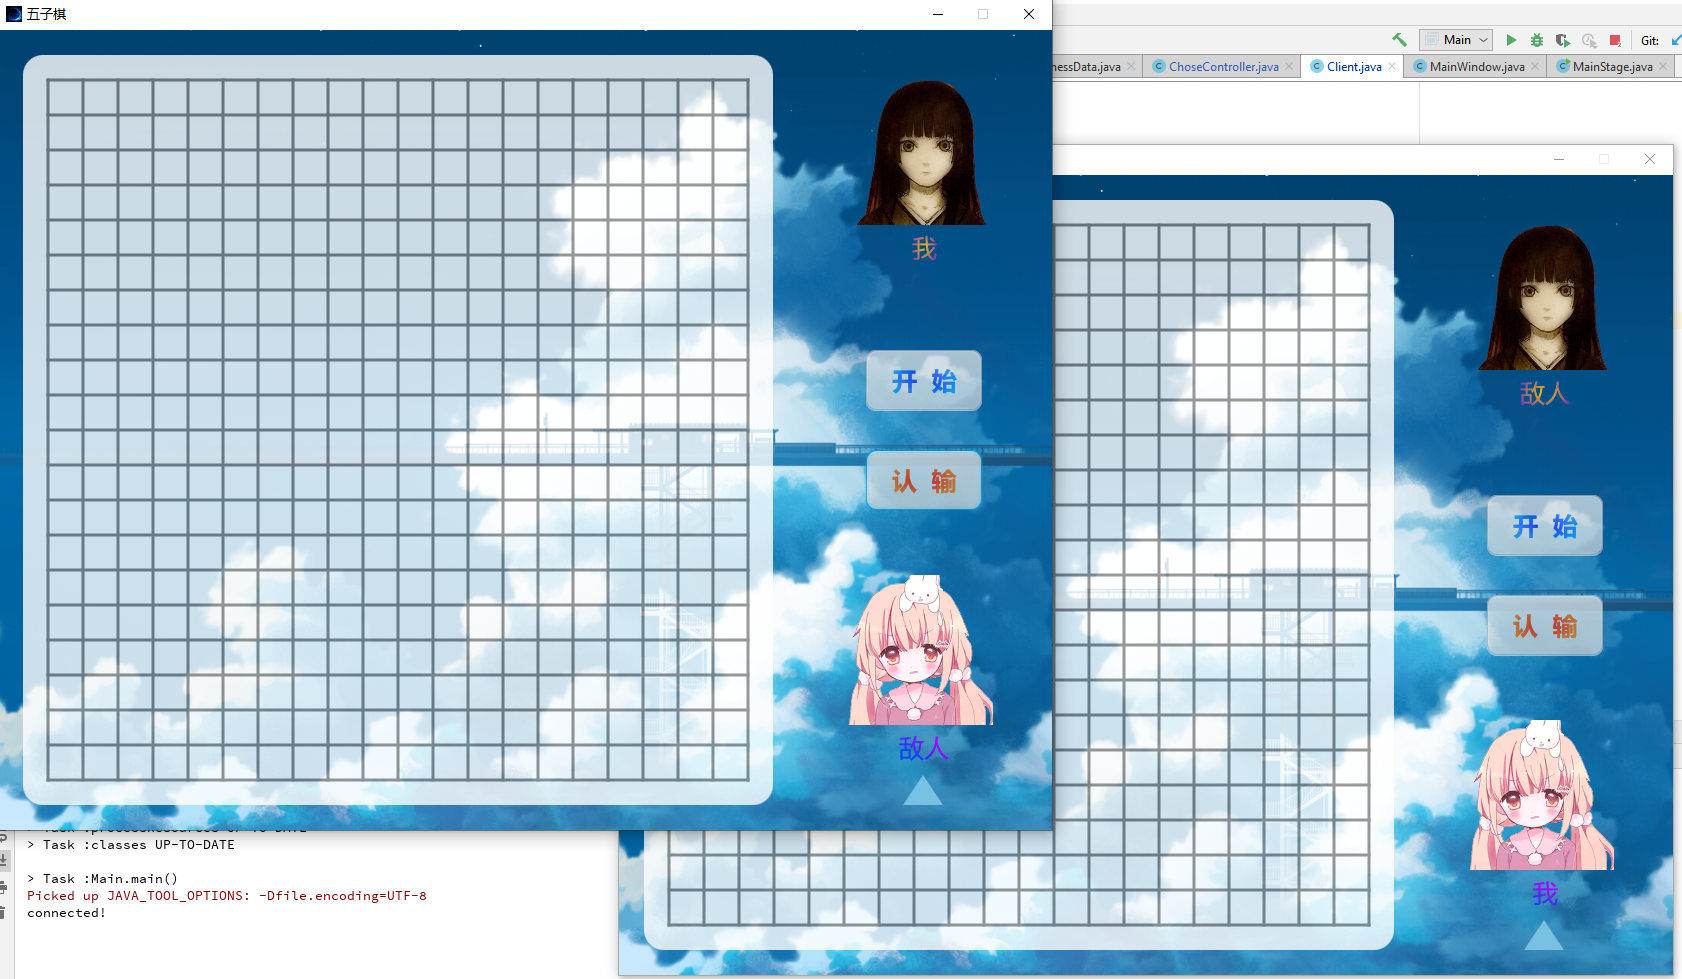 五子棋
Main
Git:
nessData.java
ChoseController.java
Client.java
MainWindow.java
MainStage.java
我
开 始
认 输
敌人
敌人
开 始
认 输
我
> Task :classes UP-TO-DATE
> Task :Main.main()
Picked up JAVA_TOOL_OPTIONS: -Dfile.encoding=UTF-8
connected!